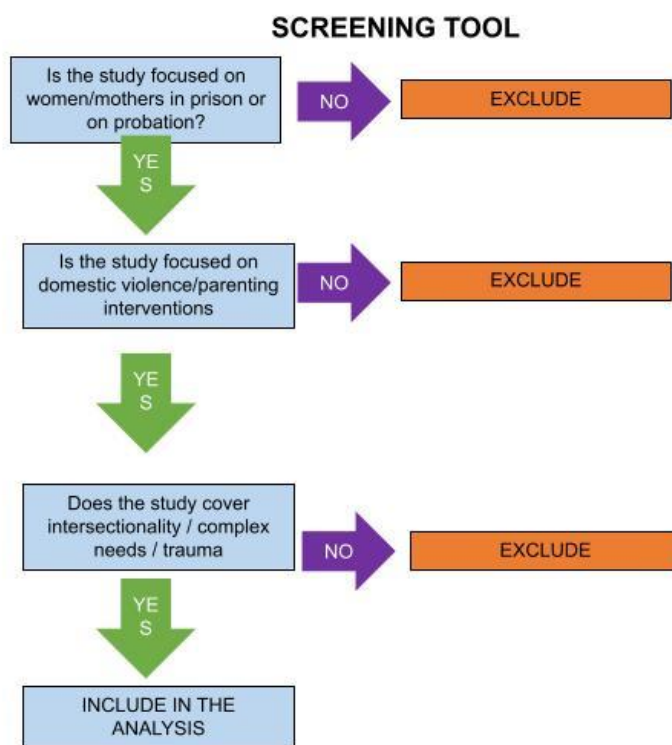 SCREENING TOOL
Is the study focused on
women/mothers in prison or
on probation?
NO
EXCLUDE
YE
S
Is the study focused on
domestic violence/parenting
interventions
NO
EXCLUDE
YE
S
Does the study cover
intersectionality / complex
needs / trauma
NO
EXCLUDE
YE
S
INCLUDE IN THE
ANALYSIS